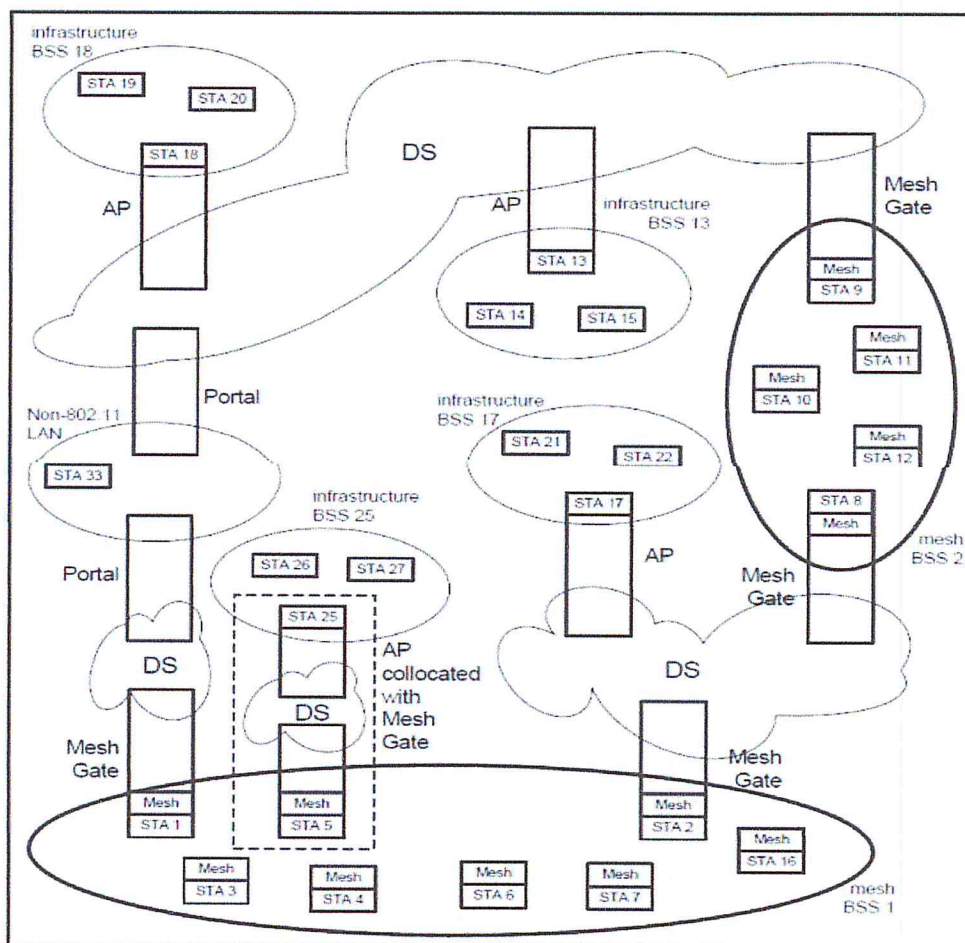 infrastructure
BSS 18
STA 19
STA 20
STA 18
AP
DS
AP
infrastructure
BSS 13
STA 13
STA 14
STA 15
Mesh
Gate
Mesh
STA 9
Mesh
STA 11
Mesh
STA 10
Mesh
STA 12
STA 8
Mesh
mesh
BSS 2
Mesh
Gate
Portal
Non-802.11
LAN
STA 33
Portal
infrastructure
BSS 17
STA 21
STA 22
STA 17
AP
infrastructure
BSS 25
STA 26
STA 27
STA 25
AP
collocated
with
Mesh
Gate
DS
DS
DS
Mesh
Gate
Mesh
STA 1
Mesh
STA 5
Mesh
Gate
Mesh
STA 2
Mesh
STA 16
Mesh
STA 3
Mesh
STA 4
Mesh
STA 6
Mesh
STA 7
mesh
BSS 1